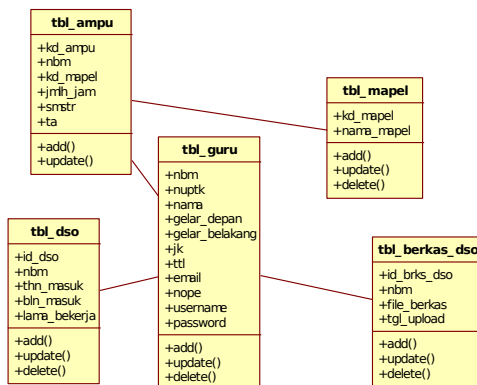 tbl_ampu
+kd_ampu
+nbm
+kd_mapel
+jmlh_jam
+smstr
+ta
+add()
+update()
tbl_mapel
+kd_mapel
+nama_mapel
+add()
+update()
+delete()
tbl_guru
+nbm
+nuptk
+nama
+gelar_depan
+gelar_belakang
+jk
+ttl
+email
+nope
+username
+password
+add()
+update()
+delete()
tbl_dso
+id_dso
+nbm
+thn_masuk
+bln_masuk
+lama_bekerja
+add()
+update()
+delete()
tbl_berkas_dso
+id_brks_dso
+nbm
+file_berkas
+tgl_upload
+add()
+update()
+delete()